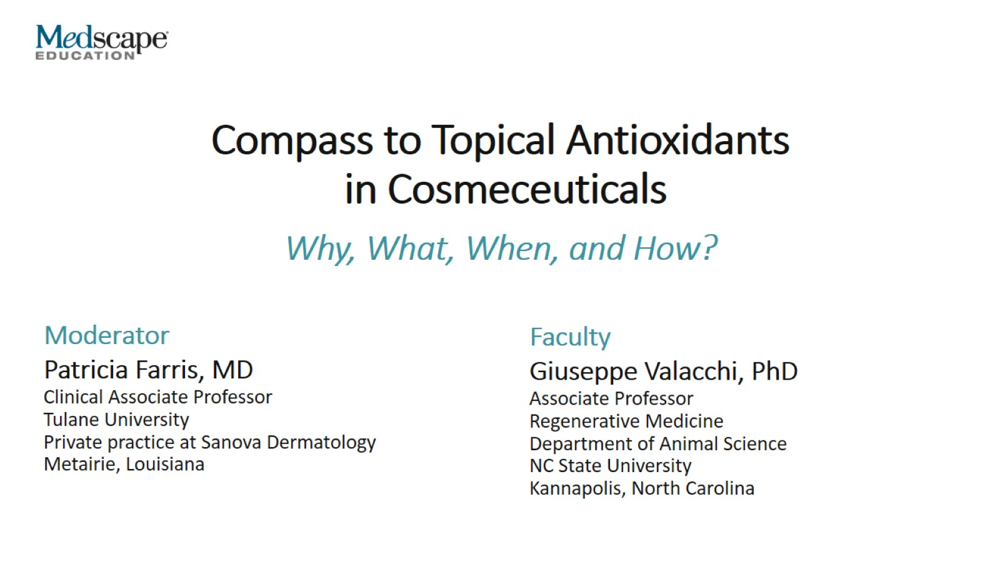 Medscape
EDUCATION
Compass to Topical Antioxidants
in Cosmeceuticals
Why, What, When, and How?
Moderator
Patricia Farris, MD
Clinical Associate Professor
Tulane University
Private practice at Sanova Dermatology
Metairie, Louisiana
Faculty
Giuseppe Valacchi, PhD
Associate Professor
Regenerative Medicine
Department of Animal Science
NC State University
Kannapolis, North Carolina